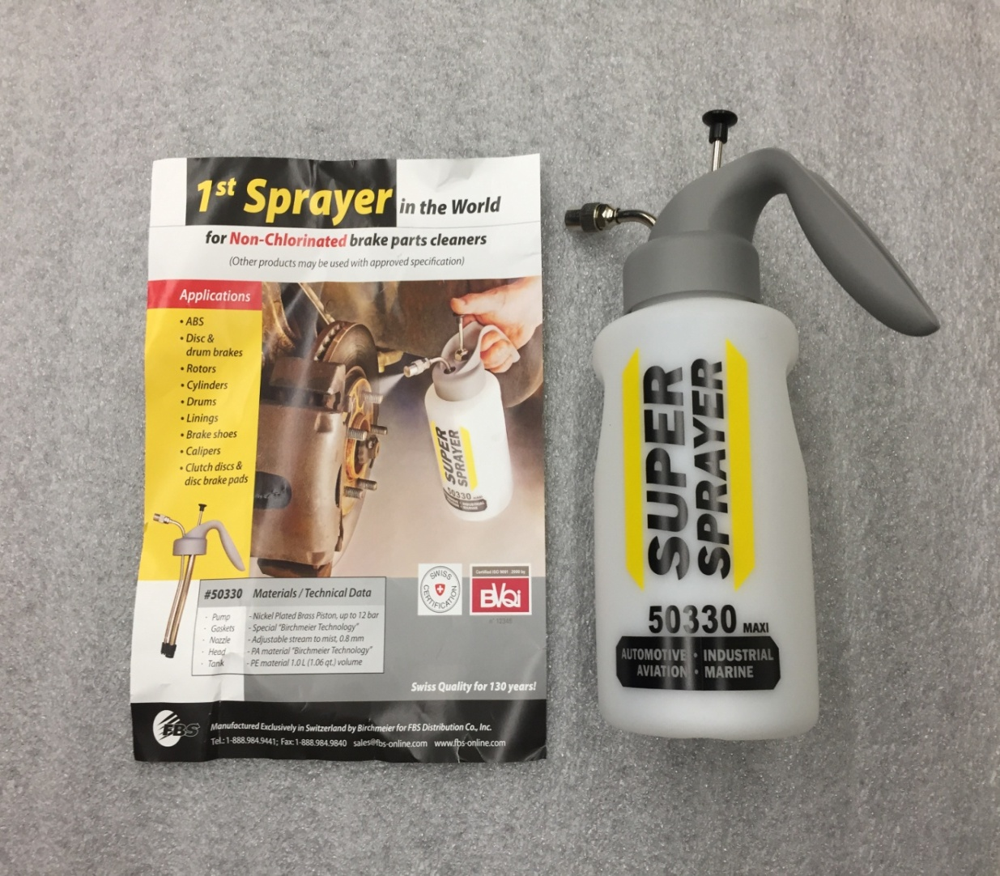 1st Sprayer in the World
for Non-Chlorinated brake parts cleaners
(Other products may be used with approved specification)
Applications
• ABS
• Disc &
drum brakes
• Rotors
• Cylinders
• Drums
• Linings
• Brake shoes
• Calipers
• Clutch discs &
disc brake pads
SUPER
SPRAYER
50330
SWISS
CERTIFICATION
Certified ISO 9001 : 2000 by
BVQi
#50330 Materials / Technical Data
- Pump - Nickel Plated Brass Piston, up to 12 bar
- Gaskets - Special "Birchmeier Technology"
- Nozzle - Adjustable stream to mist, 0.8 mm
- Head - PA material "Birchmeier Technology"
- Tank - PE material 1.0 L (1.06 qt.) volume
Swiss Quality for 130 years!
FBS
Manufactured Exclusively in Switzerland by Birchmeier for FBS Distribution Co., Inc.
Tel.: 1-888.984.9441; Fax: 1-888.984.9840 sales@fbs-online.com www.fbs-online.com
SUPER
SPRAYER
50330 MAXI
AUTOMOTIVE • INDUSTRIAL
AVIATION • MARINE